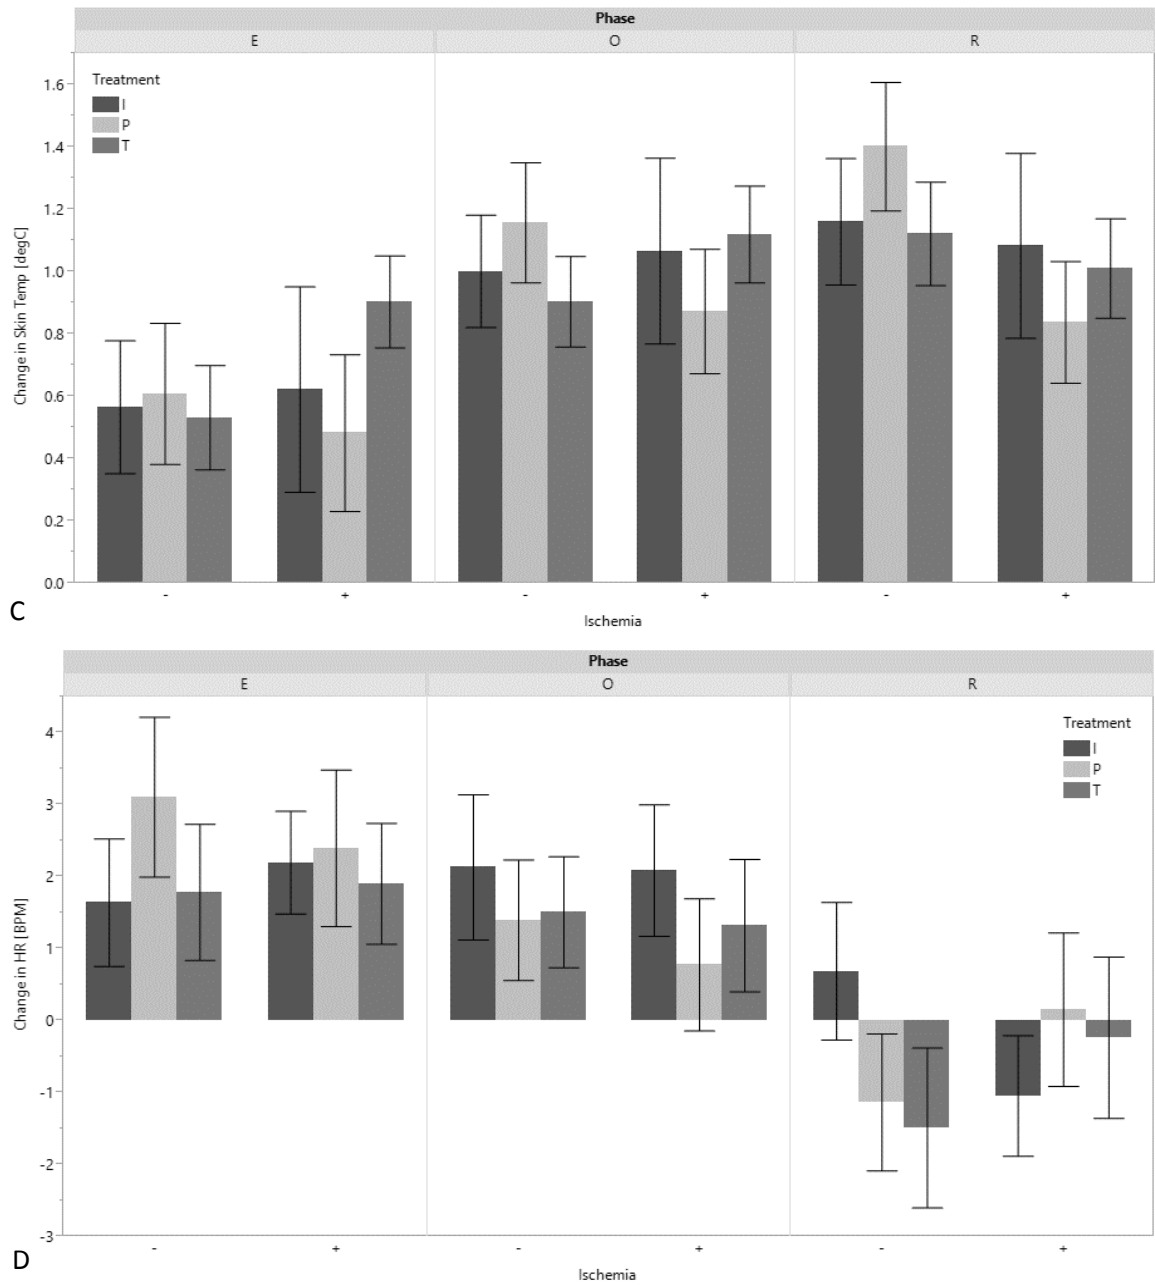 Phase
E O R
Treatment
I
P
T
Change in Skin Temp [degC]
1.6
1.4
1.2
1.0
0.8
0.6
0.4
0.2
0.0
- + - + - +
Ischemia
C
Phase
E O R
Treatment
I
P
T
Change in HR [BPM]
4
3
2
1
0
-1
-2
-3
- + - + - +
Ischemia
D